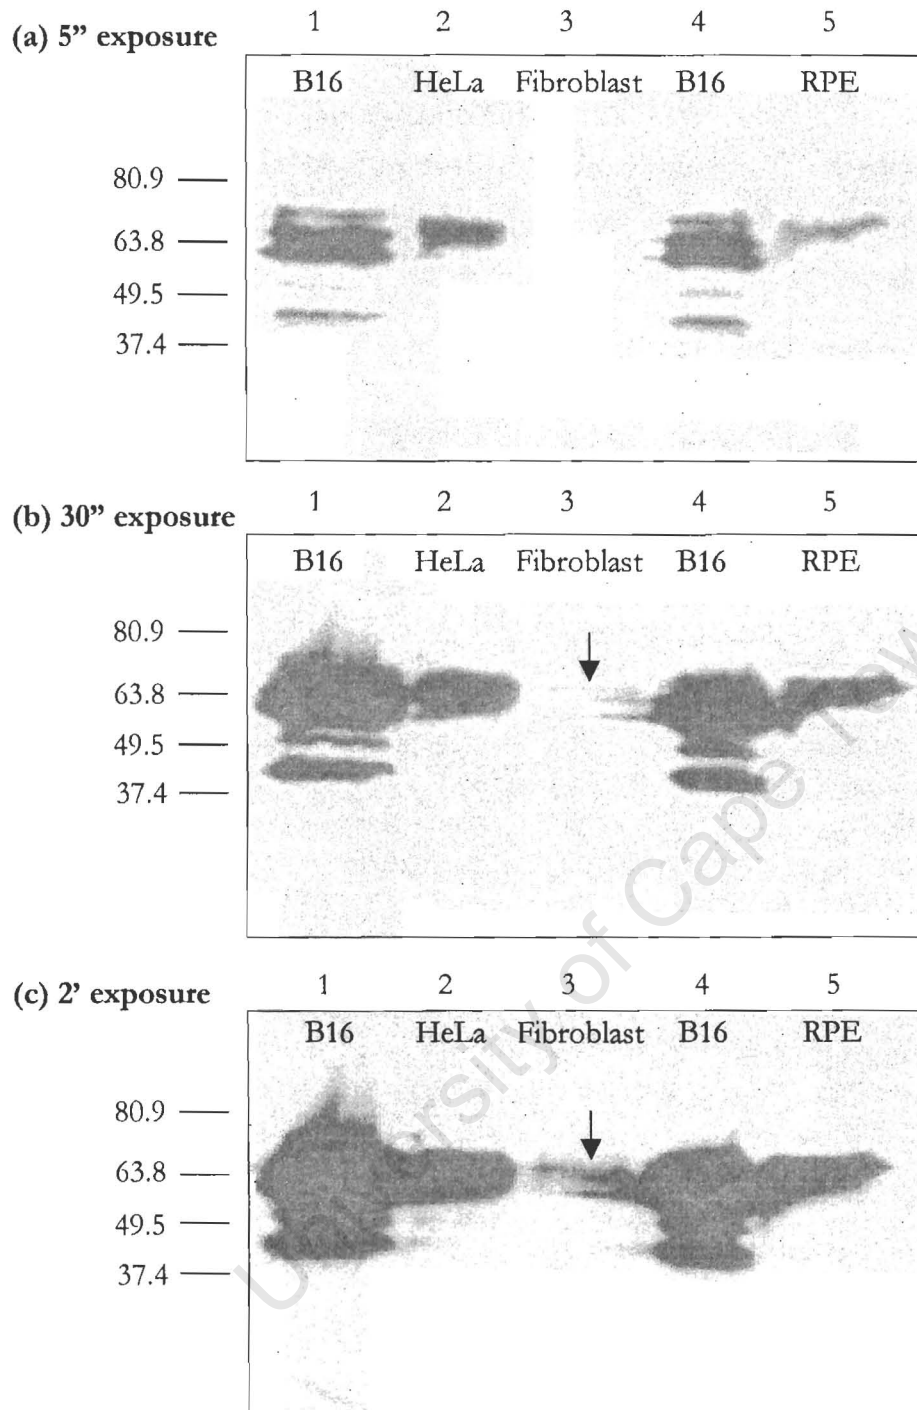 1 2 3 4 5
(a) 5” exposure
B16 HeLa Fibroblast B16 RPE
80.9
63.8
49.5
37.4
1 2 3 4 5
(b) 30” exposure
B16 HeLa Fibroblast B16 RPE
80.9
63.8
49.5
37.4
1 2 3 4 5
(c) 2’ exposure
B16 HeLa Fibroblast B16 RPE
80.9
63.8
49.5
37.4
University of Cape Tow